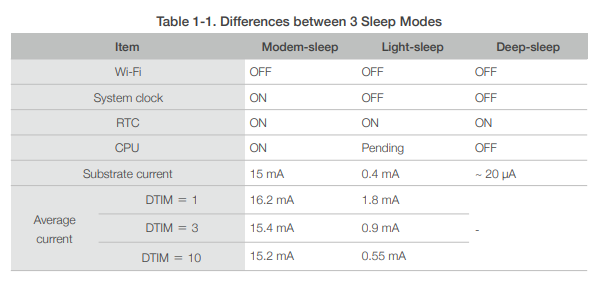 Table 1-1. Differences between 3 Sleep Modes
Item Modem-sleep Light-sleep Deep-sleep
Wi-Fi OFF OFF OFF
System clock ON OFF OFF
RTC ON ON ON
CPU ON Pending OFF
Substrate current 15 mA 0.4 mA ~ 20 μA
Average current
DTIM = 1 16.2 mA 1.8 mA
DTIM = 3 15.4 mA 0.9 mA -
DTIM = 10 15.2 mA 0.55 mA